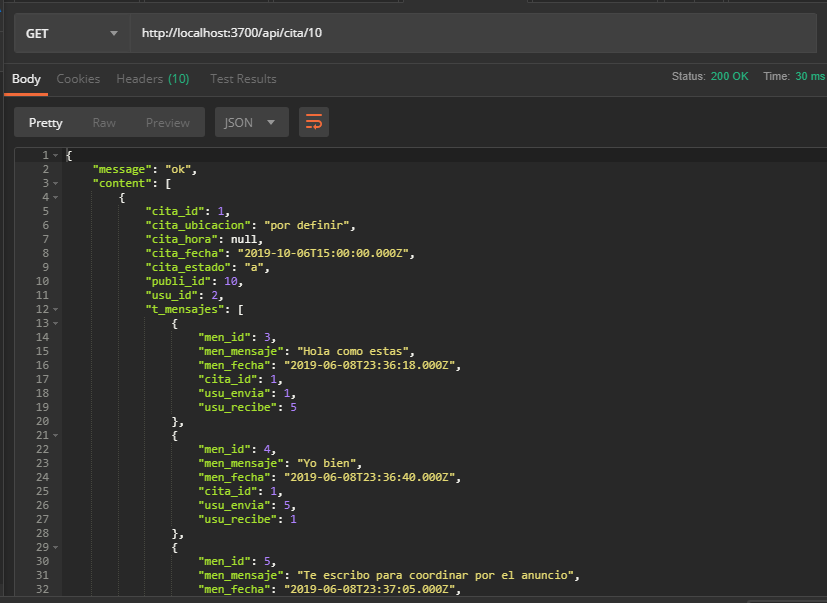 GET http://localhost:3700/api/cita/10
Body Cookies Headers (10) Test Results Status: 200 OK Time: 30 ms
Pretty Raw Preview JSON
1 {
2 "message": "ok",
3 "content": [
4 {
5 "cita_id": 1,
6 "cita_ubicacion": "por definir",
7 "cita_hora": null,
8 "cita_fecha": "2019-10-06T15:00:00.000Z",
9 "cita_estado": "a",
10 "publi_id": 10,
11 "usu_id": 2,
12 "t_mensajes": [
13 {
14 "men_id": 3,
15 "men_mensaje": "Hola como estas",
16 "men_fecha": "2019-06-08T23:36:18.000Z",
17 "cita_id": 1,
18 "usu_envia": 1,
19 "usu_recibe": 5
20 },
21 {
22 "men_id": 4,
23 "men_mensaje": "Yo bien",
24 "men_fecha": "2019-06-08T23:36:40.000Z",
25 "cita_id": 1,
26 "usu_envia": 5,
27 "usu_recibe": 1
28 },
29 {
30 "men_id": 5,
31 "men_mensaje": "Te escribo para coordinar por el anuncio",
32 "men_fecha": "2019-06-08T23:37:05.000Z",